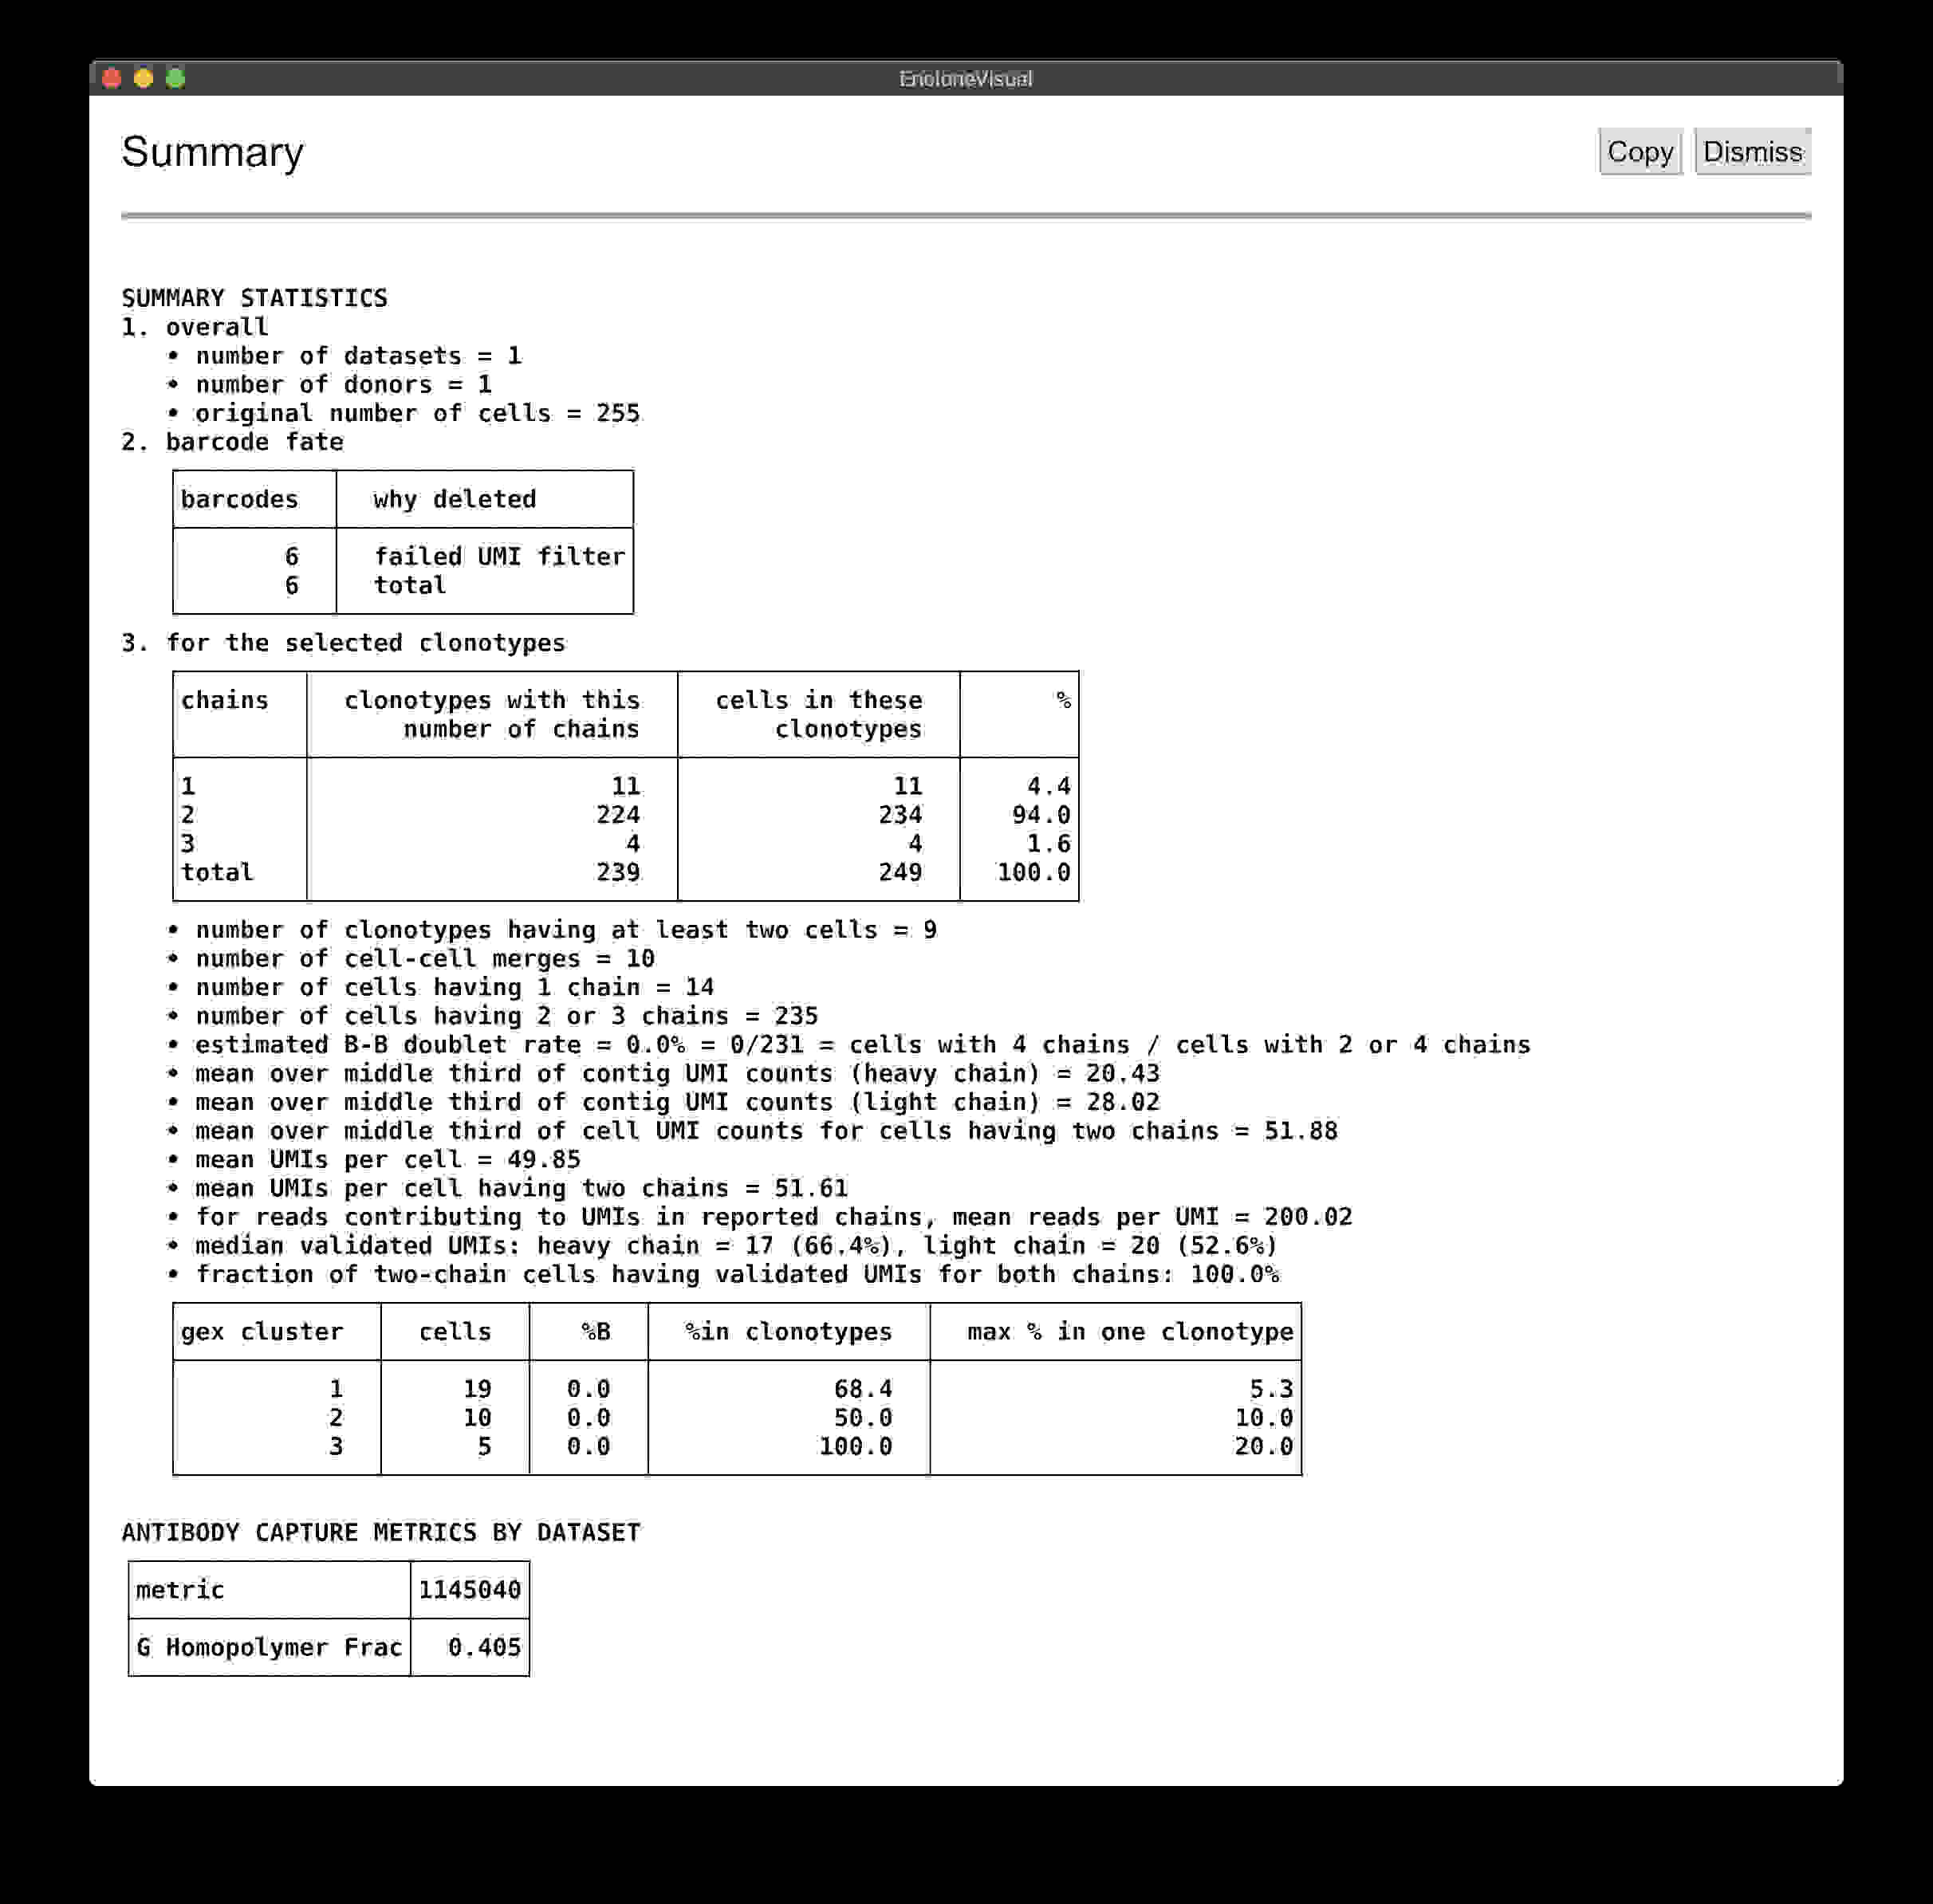 EncloneVisual
Summary
Copy Dismiss
SUMMARY STATISTICS
1. overall
• number of datasets = 1
• number of donors = 1
• original number of cells = 255
2. barcode fate
barcodes why deleted
6 failed UMI filter
6 total
3. for the selected clonotypes
chains clonotypes with this cells in these %
number of chains clonotypes
1 11 11 4.4
2 224 234 94.0
3 4 4 1.6
total 239 249 100.0
• number of clonotypes having at least two cells = 9
• number of cell-cell merges = 10
• number of cells having 1 chain = 14
• number of cells having 2 or 3 chains = 235
• estimated B-B doublet rate = 0.0% = 0/231 = cells with 4 chains / cells with 2 or 4 chains
• mean over middle third of contig UMI counts (heavy chain) = 20.43
• mean over middle third of contig UMI counts (light chain) = 28.02
• mean over middle third of cell UMI counts for cells having two chains = 51.88
• mean UMIs per cell = 49.85
• mean UMIs per cell having two chains = 51.61
• for reads contributing to UMIs in reported chains, mean reads per UMI = 200.02
• median validated UMIs: heavy chain = 17 (66.4%), light chain = 20 (52.6%)
• fraction of two-chain cells having validated UMIs for both chains: 100.0%
gex cluster cells %B %in clonotypes max % in one clonotype
1 19 0.0 68.4 5.3
2 10 0.0 50.0 10.0
3 5 0.0 100.0 20.0
ANTIBODY CAPTURE METRICS BY DATASET
metric 1145040
G Homopolymer Frac 0.405